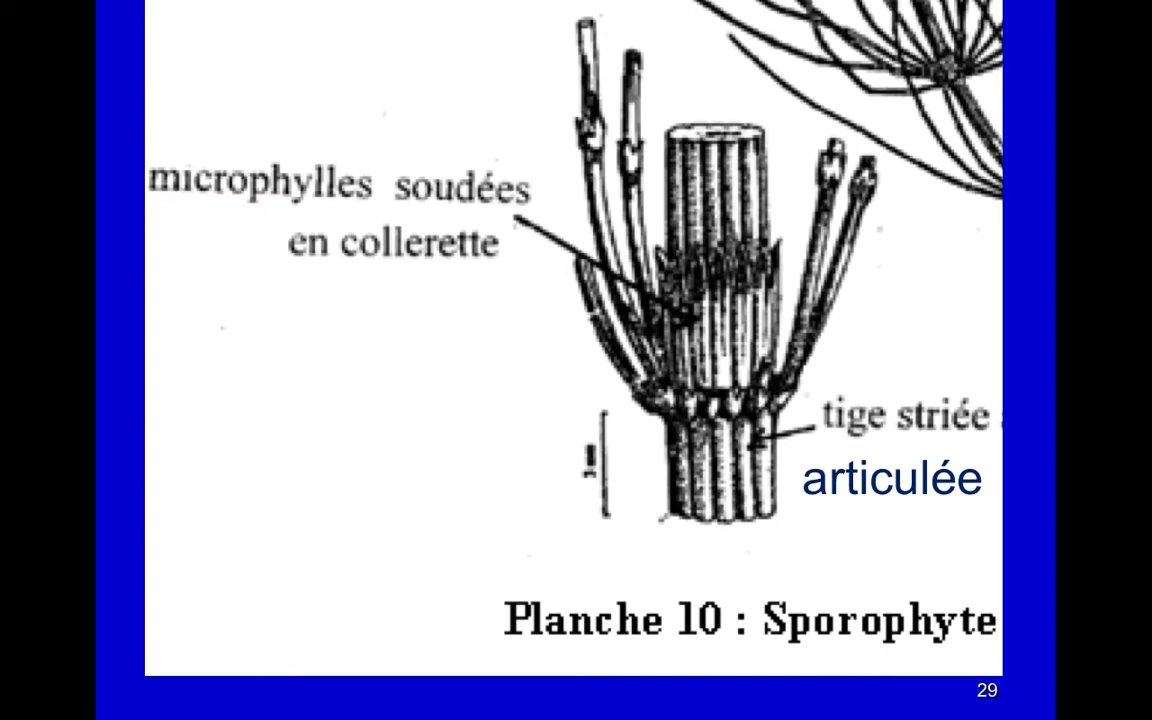 microphylles soudées
en collerette
tige striée
articulée
Planche 10 : Sporophyte
29